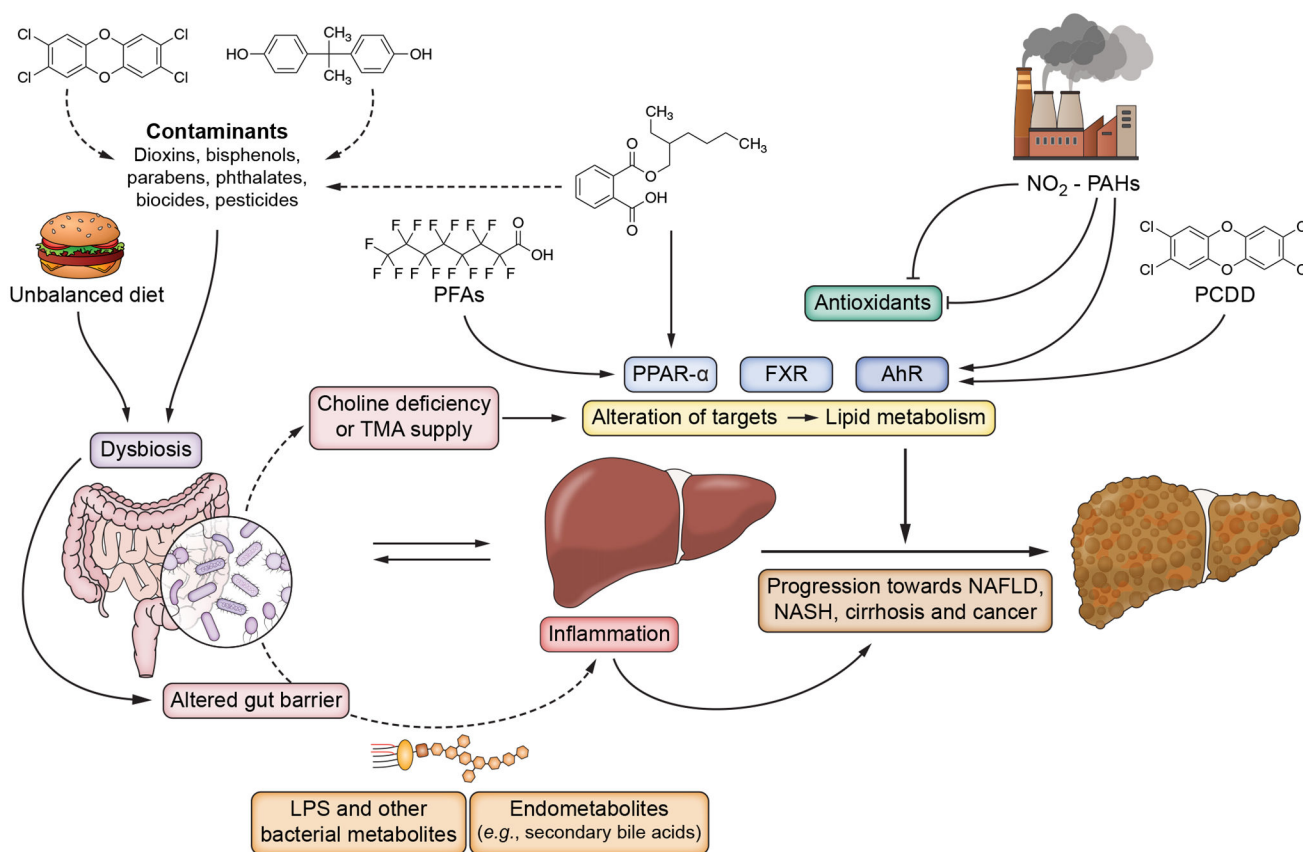 Cl
Cl
Cl
Cl
O
O
HO
CH3
CH3
OH
Contaminants
Dioxins, bisphenols,
parabens, phthalates,
biocides, pesticides
CH3
CH3
O
O
OH
O
NO2 - PAHs
Unbalanced diet
F F F F F F F
F
F F F F F F F
O
OH
PFAs
Cl
Cl
O
O
C
C
PCDD
Antioxidants
PPAR-α
FXR
AhR
Choline deficiency
or TMA supply
Alteration of targets → Lipid metabolism
Dysbiosis
Progression towards NAFLD,
NASH, cirrhosis and cancer
Inflammation
Altered gut barrier
LPS and other
bacterial metabolites
Endometabolites
(e.g., secondary bile acids)